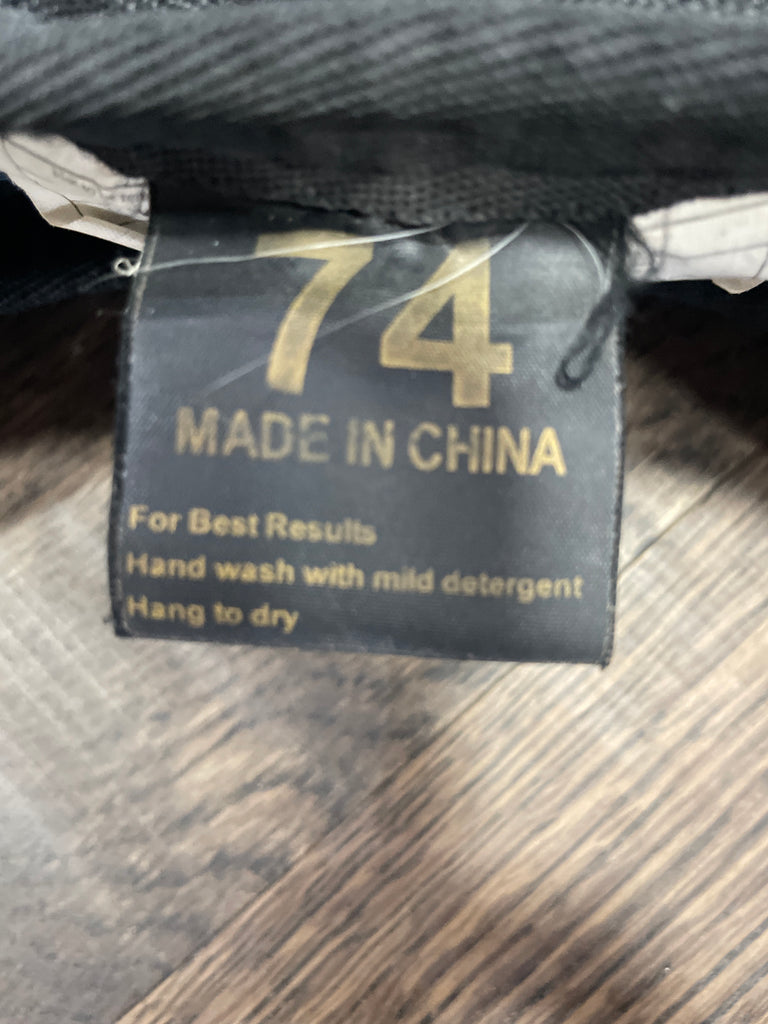 74
MADE IN CHINA
For Best Results
Hand wash with mild detergent
Hang to dry